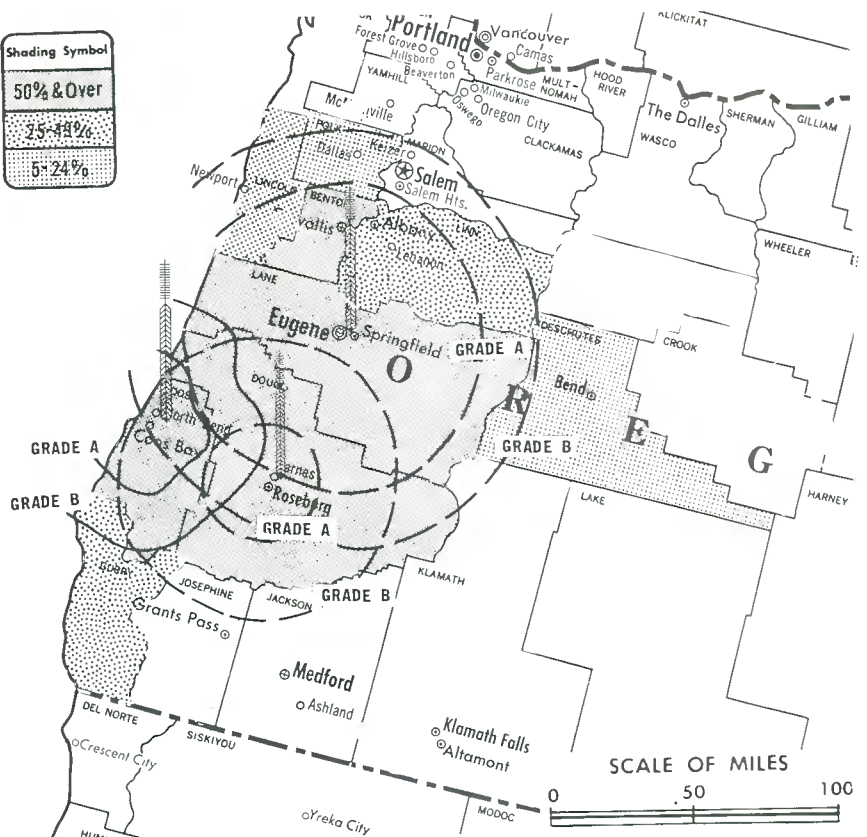 Shading Symbol
50% & Over
25-49%
5-24%
KLICKITAT
Portland
Vancouver
Forest Grove
Camas
Hillsboro
Beaverton
Parkrose
MULT-
NOMAH
HOOD
RIVER
YAMHILL
Milwaukie
Oswego
Oregon City
The Dalles
SHERMAN
GILLIAM
CLACKAMAS
WASCO
POLK
Keizer
MARION
Dallas
Salem
Salem Hts.
Newport
LINCOLN
Albany
LINN
Lebanon
WHEELER
LANE
Eugene
Springfield
GRADE A
DESCHUTES
CROOK
O
R
E
G
Bend
GRADE B
Coos Bay
GRADE A
GRADE B
Roseburg
GRADE A
HARNEY
LAKE
CURRY
JOSEPHINE
JACKSON
GRADE B
KLAMATH
Grants Pass
Medford
Ashland
Klamath Falls
Altamont
DEL NORTE
SISKIYOU
Crescent City
Yreka City
MODOC
SCALE OF MILES
0 50 100